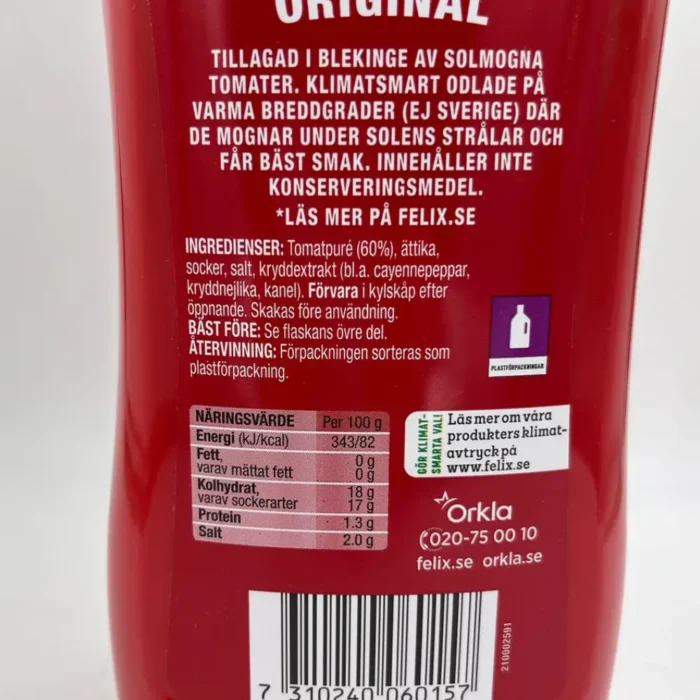 ORIGINAL
TILLAGAD I BLEKINGE AV SOLMOGNA
TOMATER. KLIMATSMART ODLADE PÅ
VARMA BREDDGRADER (EJ SVERIGE) DÄR
DE MOGNAR UNDER SOLENS STRÅLAR OCH
FÅR BÄST SMAK. INNEHÅLLER INTE
KONSERVERINGSMEDEL.
*LÄS MER PÅ FELIX.SE
INGREDIENSER: Tomatpuré (60%), ättika,
socker, salt, kryddextrakt (bl.a. cayennepeppar,
kryddnejlika, kanel). Förvara i kylskåp efter
öppnande. Skakas före användning.
BÄST FÖRE: Se flaskans övre del.
ÅTERVINNING: Förpackningen sorteras som
plastförpackning.
PLASTFÖRPACKNINGAR
NÄRINGSVÄRDE Per 100 g
Energi (kJ/kcal) 343/82
Fett, 0 g
varav mättat fett 0 g
Kolhydrat, 18 g
varav sockerarter 17 g
Protein 1.3 g
Salt 2.0 g
GÖR KLIMAT-
SMARTA VAL!
Läs mer om våra
produkters klimat-
avtryck på
www.felix.se
Orkla
020-75 00 10
felix.se orkla.se
210002591
7 310240 060157